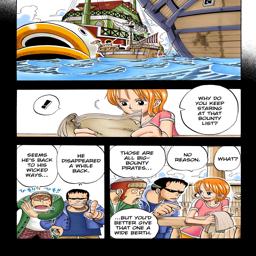 WHY
DO YOU
KEEP
STARING
AT THAT
BOUNTY
LIST?
WHAT?
NO
REASON.
THOSE
ARE ALL
BIG-
BOUNTY
PIRATES...
...BUT YOU'D
BETTER
GIVE THAT
ONE A
WIDE BERTH.
HE
DISAPPEARED
A WHILE
BACK.
SEEMS
HE'S BACK
TO HIS
WICKED
WAYS...